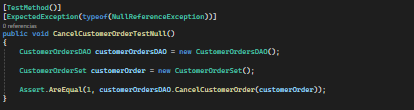 [TestMethod()]
[ExpectedException(typeof(NullReferenceException))]
0 referencias
public void CancelCustomerOrderTestNull()
{
CustomerOrdersDAO customerOrdersDAO = new CustomerOrdersDAO();
CustomerOrderSet customerOrder = new CustomerOrderSet();
Assert.AreEqual(1, customerOrdersDAO.CancelCustomerOrder(customerOrder));
}